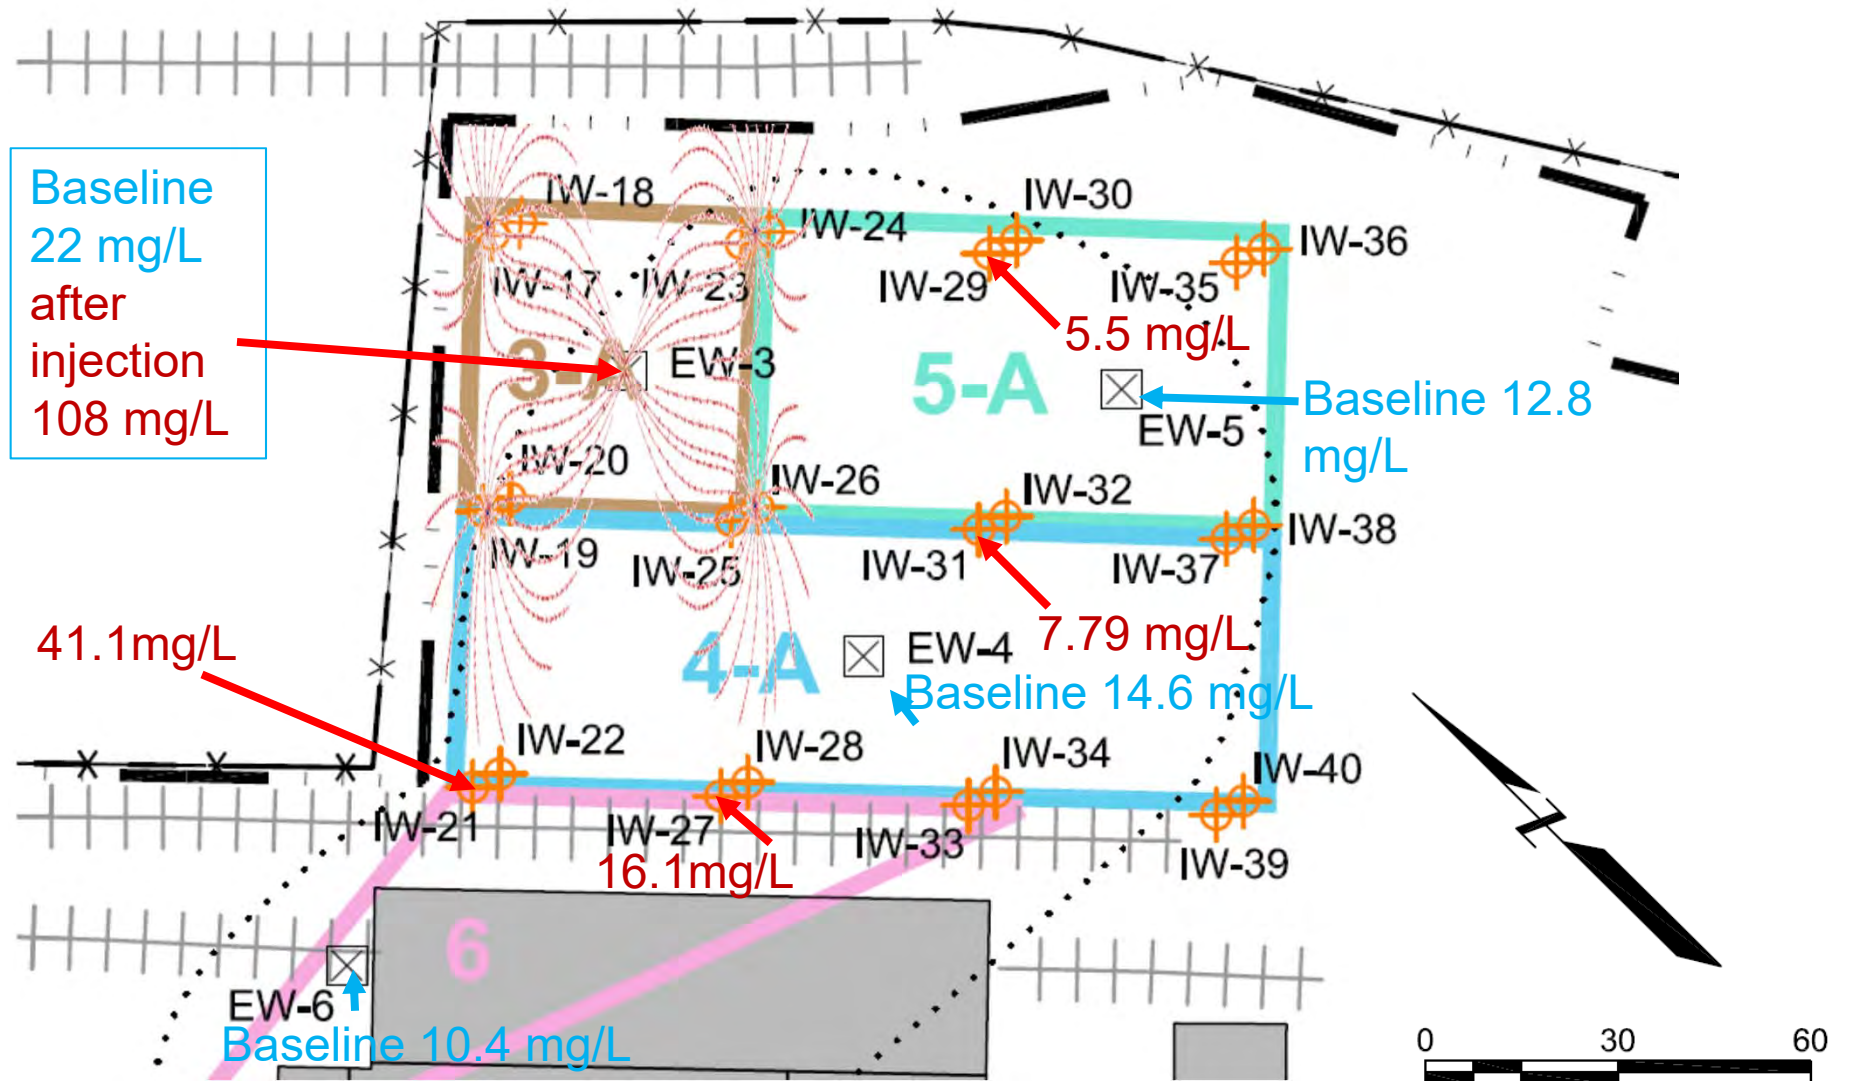 Baseline
22 mg/L
after
injection
108 mg/L
IW-18
IW-24
IW-30
IW-36
IW-17
IW-23
IW-29
IW-35
5.5 mg/L
3-A
EW-3
5-A
EW-5
Baseline 12.8
mg/L
IW-20
IW-26
IW-32
IW-38
IW-19
IW-25
IW-31
IW-37
41.1mg/L
7.79 mg/L
4-A
EW-4
Baseline 14.6 mg/L
IW-22
IW-28
IW-34
IW-40
IW-21
IW-27
IW-33
IW-39
16.1mg/L
6
EW-6
Baseline 10.4 mg/L
0 30 60